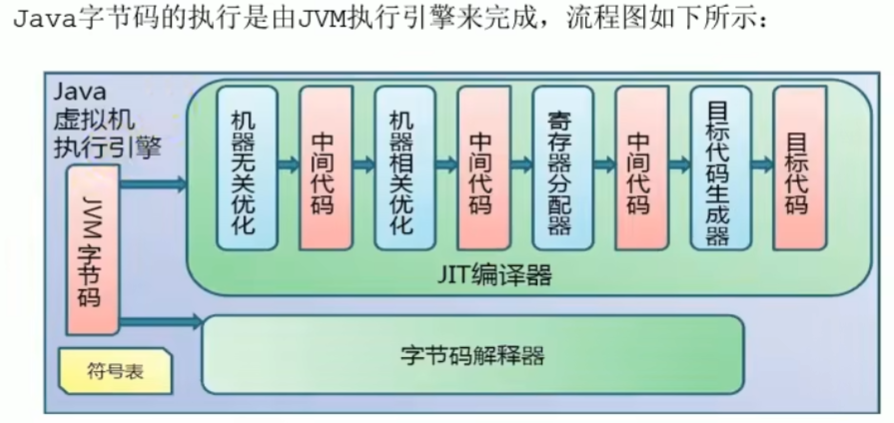 Java字节码的执行是由JVM执行引擎来完成，流程图如下所示：
Java
虚拟机
执行引擎
JVM字节码
符号表
机器无关优化
中间代码
机器相关优化
中间代码
寄存器分配器
中间代码
目标代码生成器
目标代码
JIT编译器
字节码解释器